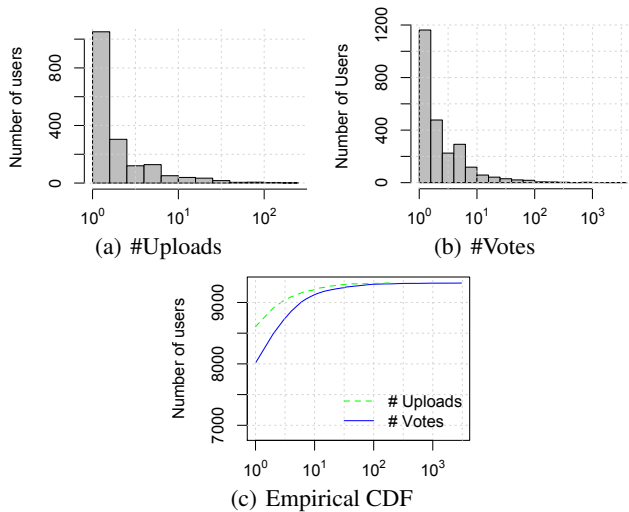 Number of users
0
400
800
10^0
10^1
10^2
(a) #Uploads
Number of Users
0
400
800
1200
10^0
10^1
10^2
10^3
(b) #Votes
Number of users
7000
8000
9000
# Uploads
# Votes
10^0
10^1
10^2
10^3
(c) Empirical CDF